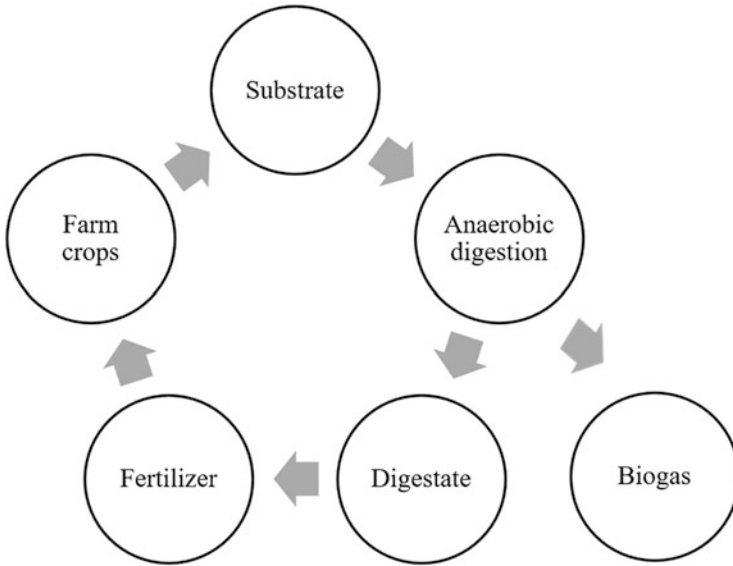 Substrate
Farm
crops
Anaerobic
digestion
Fertilizer
Digestate
Biogas